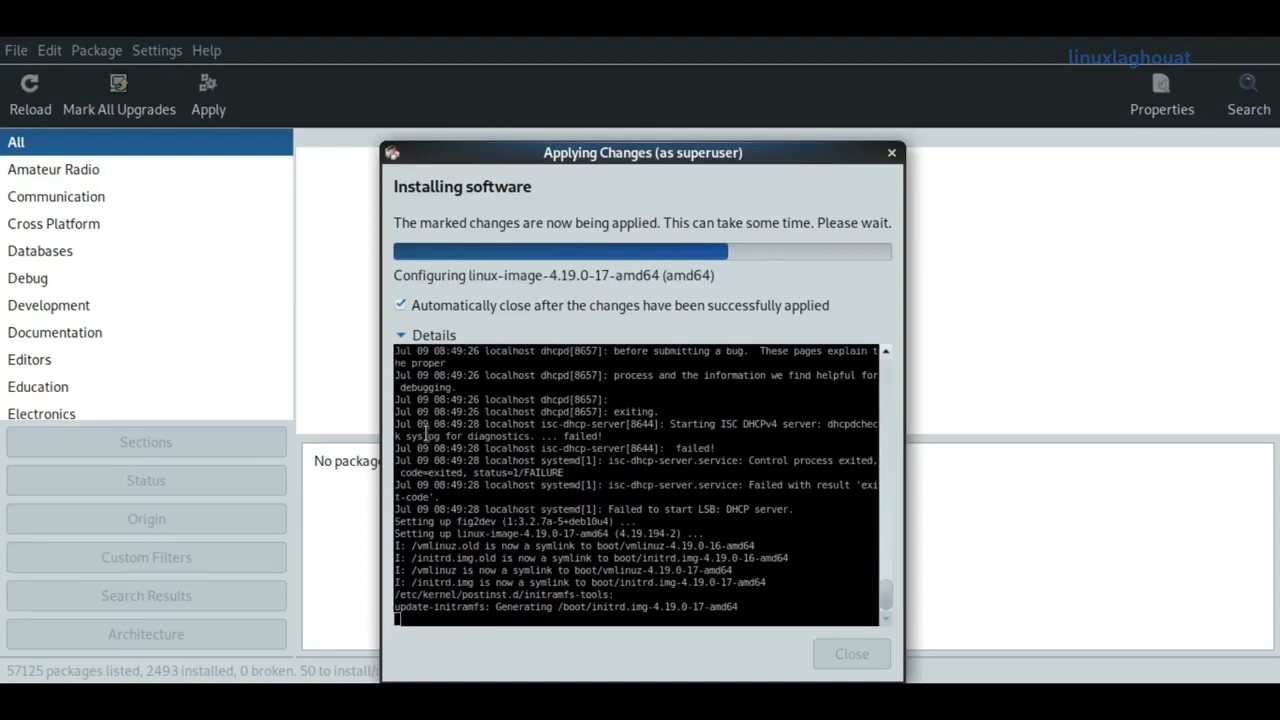 File Edit Package Settings Help
linuxlaghouat
Reload Mark All Upgrades Apply Properties Search
All
Amateur Radio
Communication
Cross Platform
Databases
Debug
Development
Documentation
Editors
Education
Electronics
Sections
Status
Origin
Custom Filters
Search Results
Architecture
No packag
57125 packages listed, 2493 installed, 0 broken. 50 to install/
Applying Changes (as superuser)
Installing software
The marked changes are now being applied. This can take some time. Please wait.
Configuring linux-image-4.19.0-17-amd64 (amd64)
Automatically close after the changes have been successfully applied
Details
Jul 09 08:49:26 localhost dhcpd[8657]: before submitting a bug.  These pages explain t
he proper
Jul 09 08:49:26 localhost dhcpd[8657]: process and the information we find helpful for
 debugging.
Jul 09 08:49:26 localhost dhcpd[8657]:
Jul 09 08:49:26 localhost dhcpd[8657]: exiting.
Jul 09 08:49:28 localhost isc-dhcp-server[8644]: Starting ISC DHCPv4 server: dhcpdchec
k syslog for diagnostics. ... failed!
Jul 09 08:49:28 localhost isc-dhcp-server[8644]:  failed!
Jul 09 08:49:28 localhost systemd[1]: isc-dhcp-server.service: Control process exited,
 code=exited, status=1/FAILURE
Jul 09 08:49:28 localhost systemd[1]: isc-dhcp-server.service: Failed with result 'exi
t-code'.
Jul 09 08:49:28 localhost systemd[1]: Failed to start LSB: DHCP server.
Setting up fig2dev (1:3.2.7a-5+deb10u4) ...
Setting up linux-image-4.19.0-17-amd64 (4.19.194-2) ...
I: /vmlinuz.old is now a symlink to boot/vmlinuz-4.19.0-16-amd64
I: /initrd.img.old is now a symlink to boot/initrd.img-4.19.0-16-amd64
I: /vmlinuz is now a symlink to boot/vmlinuz-4.19.0-17-amd64
I: /initrd.img is now a symlink to boot/initrd.img-4.19.0-17-amd64
/etc/kernel/postinst.d/initramfs-tools:
update-initramfs: Generating /boot/initrd.img-4.19.0-17-amd64
Close